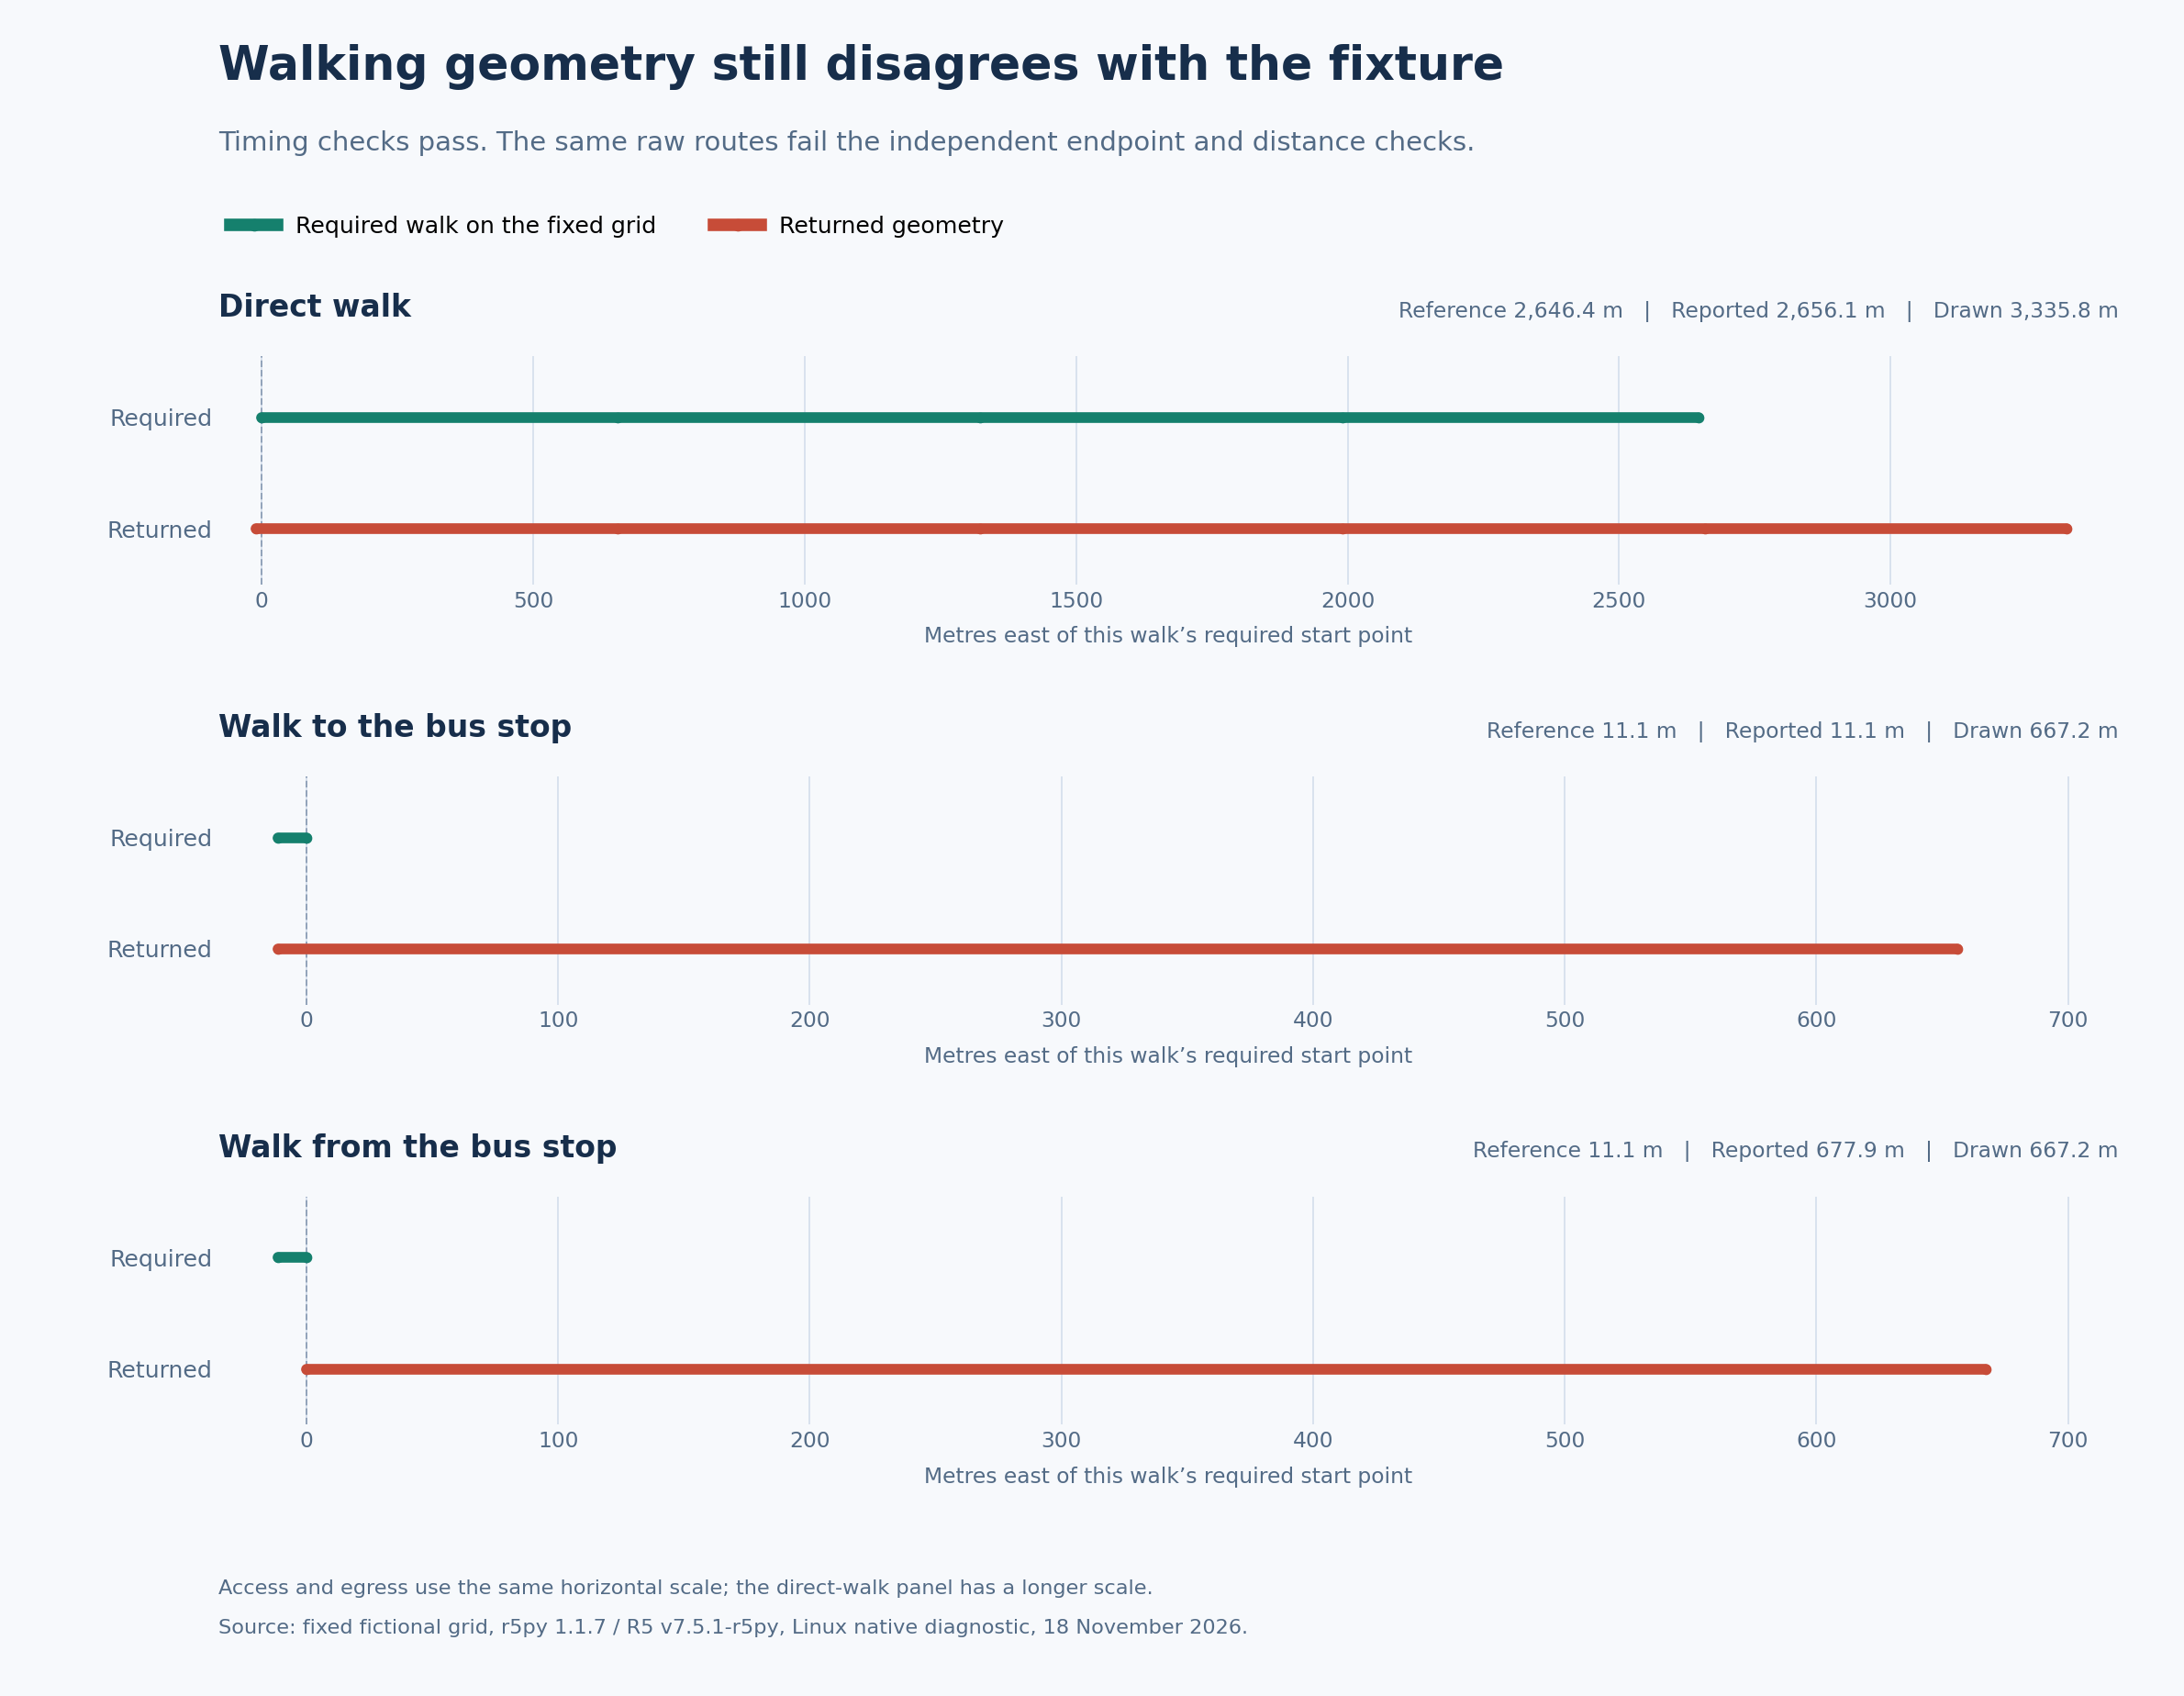 Walking geometry still disagrees with the fixture
Timing checks pass. The same raw routes fail the independent endpoint and distance checks.
Required walk on the fixed grid
Returned geometry
Direct walk
Reference 2,646.4 m | Reported 2,656.1 m | Drawn 3,335.8 m
Required
Returned
0 500 1000 1500 2000 2500 3000
Metres east of this walk’s required start point
Walk to the bus stop
Reference 11.1 m | Reported 11.1 m | Drawn 667.2 m
Required
Returned
0 100 200 300 400 500 600 700
Metres east of this walk’s required start point
Walk from the bus stop
Reference 11.1 m | Reported 677.9 m | Drawn 667.2 m
Required
Returned
0 100 200 300 400 500 600 700
Metres east of this walk’s required start point
Access and egress use the same horizontal scale; the direct-walk panel has a longer scale.
Source: fixed fictional grid, r5py 1.1.7 / R5 v7.5.1-r5py, Linux native diagnostic, 18 November 2026.